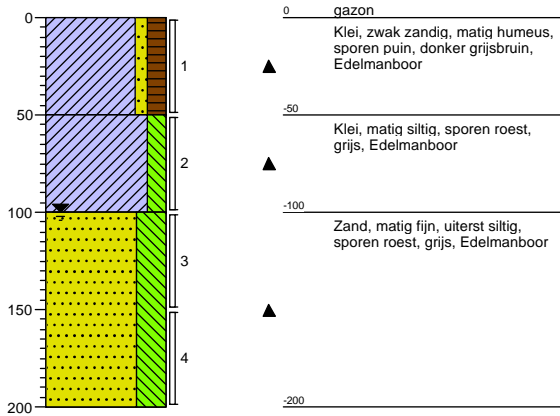 0
50
100
150
200
1
2
3
4
0
gazon
Klei, zwak zandig, matig humeus,
sporen puin, donker grijsbruin,
Edelmanboor
-50
Klei, matig siltig, sporen roest,
grijs, Edelmanboor
-100
Zand, matig fijn, uiterst siltig,
sporen roest, grijs, Edelmanboor
-200